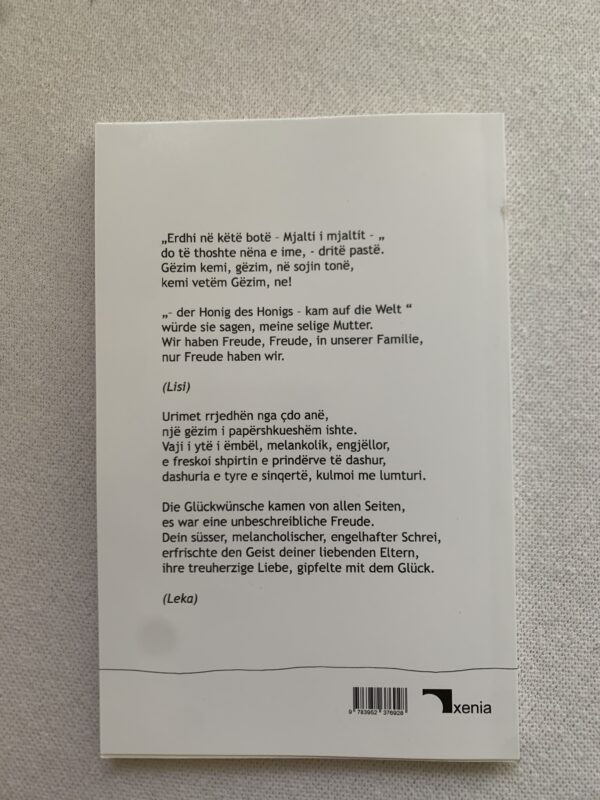 „Erdhi në këtë botë – Mjalti i mjaltit – „
do të thoshte nëna e ime, - dritë pastë.
Gëzim kemi, gëzim, në sojin tonë,
kemi vetëm Gëzim, ne!
„– der Honig des Honigs – kam auf die Welt “
würde sie sagen, meine selige Mutter.
Wir haben Freude, Freude, in unserer Familie,
nur Freude haben wir.
(Lisi)
Urimet rrjedhën nga çdo anë,
një gëzim i papërshkueshëm ishte.
Vaji i ytë i ëmbël, melankolik, engjëllor,
e freskoi shpirtin e prindërve të dashur,
dashuria e tyre e sinqertë, kulmoi me lumturi.
Die Glückwünsche kamen von allen Seiten,
es war eine unbeschreibliche Freude.
Dein süsser, melancholischer, engelhafter Schrei,
erfrischte den Geist deiner liebenden Eltern,
ihre treuherzige Liebe, gipfelte mit dem Glück.
(Leka)
9 783952 376928
xenia